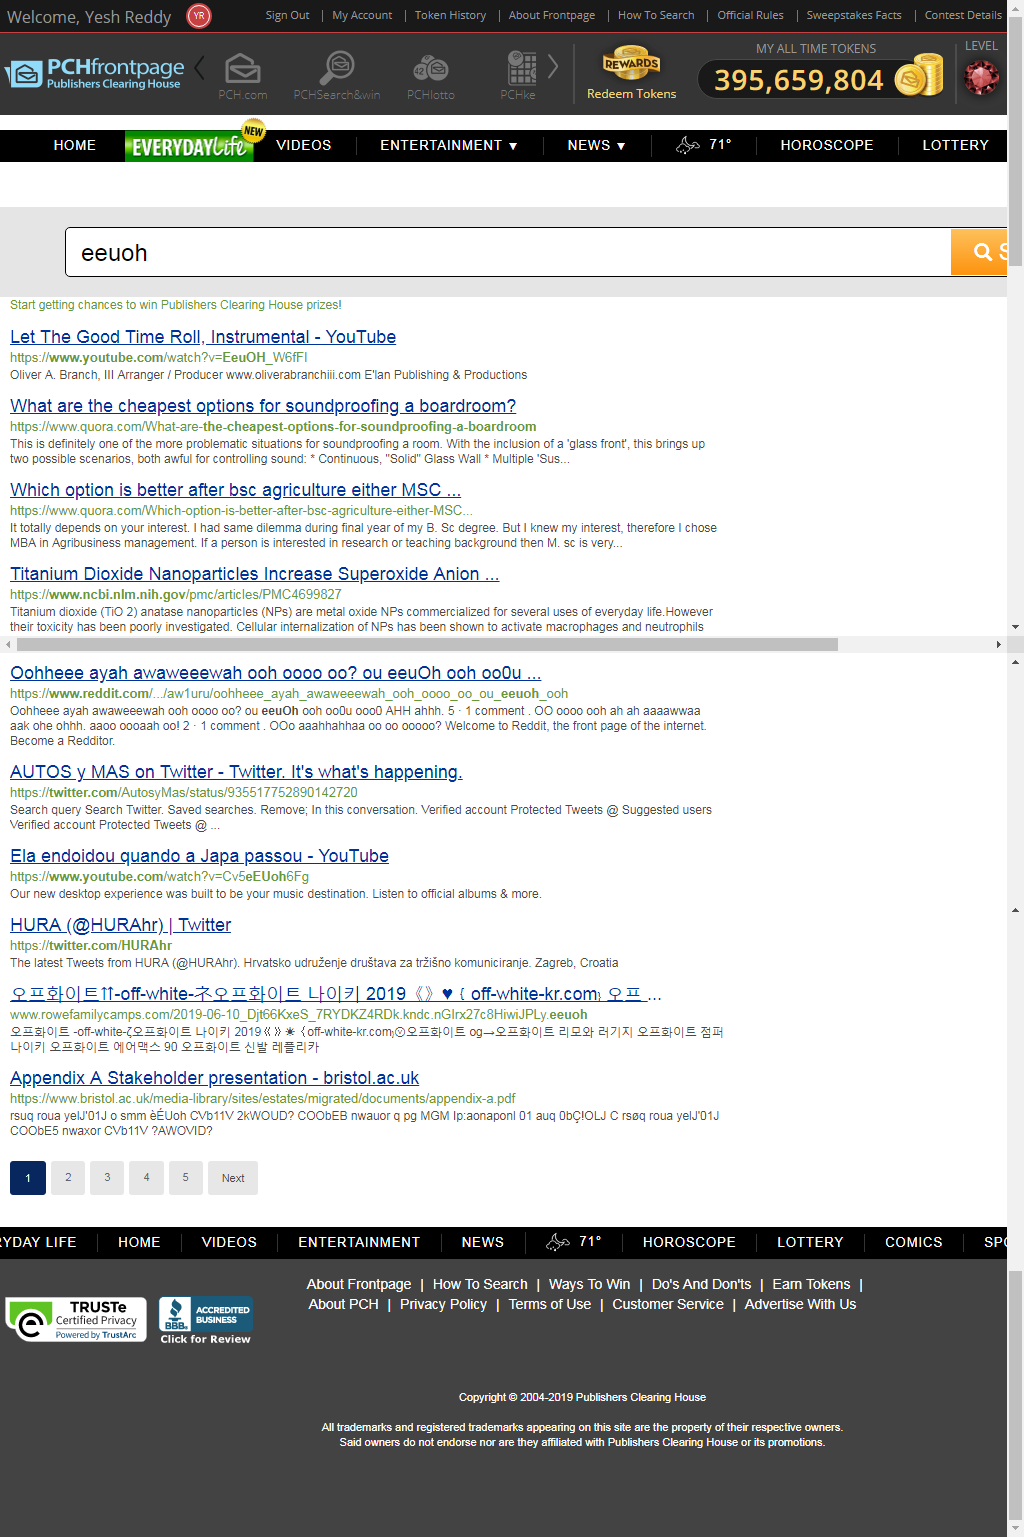 Welcome, Yesh Reddy YR Sign Out | My Account | Token History | About Frontpage | How To Search | Official Rules | Sweepstakes Facts | Contest Details
PCHfrontpage
Publishers Clearing House
PCH.com PCHSearch&win PCHlotto PCHke
REWARDS
Redeem Tokens
MY ALL TIME TOKENS
395,659,804
LEVEL
HOME EVERYDAY Life NEW VIDEOS ENTERTAINMENT ▼ NEWS ▼ 71° HOROSCOPE LOTTERY
eeuoh S
Start getting chances to win Publishers Clearing House prizes!
Let The Good Time Roll, Instrumental - YouTube
https://www.youtube.com/watch?v=EeuOH_W6fFI
Oliver A. Branch, III Arranger / Producer www.oliverabranchiii.com E'lan Publishing & Productions
What are the cheapest options for soundproofing a boardroom?
https://www.quora.com/What-are-the-cheapest-options-for-soundproofing-a-boardroom
This is definitely one of the more problematic situations for soundproofing a room. With the inclusion of a 'glass front', this brings up
two possible scenarios, both awful for controlling sound: * Continuous, "Solid" Glass Wall * Multiple 'Sus...
Which option is better after bsc agriculture either MSC ...
https://www.quora.com/Which-option-is-better-after-bsc-agriculture-either-MSC...
It totally depends on your interest. I had same dilemma during final year of my B. Sc degree. But I knew my interest, therefore I chose
MBA in Agribusiness management. If a person is interested in research or teaching background then M. sc is very...
Titanium Dioxide Nanoparticles Increase Superoxide Anion ...
https://www.ncbi.nlm.nih.gov/pmc/articles/PMC4699827
Titanium dioxide (TiO 2) anatase nanoparticles (NPs) are metal oxide NPs commercialized for several uses of everyday life.However
their toxicity has been poorly investigated. Cellular internalization of NPs has been shown to activate macrophages and neutrophils
Oohheee ayah awaweeewah ooh oooo oo? ou eeuOh ooh oo0u ...
https://www.reddit.com/.../aw1uru/oohheee_ayah_awaweeewah_ooh_oooo_oo_ou_eeuoh_ooh
Oohheee ayah awaweeewah ooh oooo oo? ou eeuOh ooh oo0u ooo0 AHH ahhh. 5 · 1 comment . OO oooo ooh ah ah aaaawwaa
aak ohe ohhh. aaoo oooaah oo! 2 · 1 comment . OOo aaahhahhaa oo oo ooooo? Welcome to Reddit, the front page of the internet.
Become a Redditor.
AUTOS y MAS on Twitter - Twitter. It's what's happening.
https://twitter.com/AutosyMas/status/935517752890142720
Search query Search Twitter. Saved searches. Remove; In this conversation. Verified account Protected Tweets @ Suggested users
Verified account Protected Tweets @ ...
Ela endoidou quando a Japa passou - YouTube
https://www.youtube.com/watch?v=Cv5eEUoh6Fg
Our new desktop experience was built to be your music destination. Listen to official albums & more.
HURA (@HURAhr) | Twitter
https://twitter.com/HURAhr
The latest Tweets from HURA (@HURAhr). Hrvatsko udruženje društava za tržišno komuniciranje. Zagreb, Croatia
오프화이트⇈-off-white-ネ오프화이트 나이키 2019《》♥ { off-white-kr.com} 오프 ...
www.rowefamilycamps.com/2019-06-10_Djt66KxeS_7RYDKZ4RDk.kndc.nGIrx27c8HiwiJPLy.eeuoh
오프화이트 -off-white-ζ오프화이트 나이키 2019《》☀ {off-white-kr.com}☺오프화이트 og→오프화이트 리모와 러기지 오프화이트 점퍼
나이키 오프화이트 에어맥스 90 오프화이트 신발 레플리카
Appendix A Stakeholder presentation - bristol.ac.uk
https://www.bristol.ac.uk/media-library/sites/estates/migrated/documents/appendix-a.pdf
rsuq roua yelJ'01J o smm èÉUoh CVb11V 2kWOUD? COObEB nwauor q pg MGM Ip:aonaponl 01 auq 0bÇ!OLJ C rsøq roua yelJ'01J
COObE5 nwaxor CVb11V ?AWOVID?
1 2 3 4 5 Next
RYDAY LIFE HOME VIDEOS ENTERTAINMENT NEWS 71° HOROSCOPE LOTTERY COMICS SPO
About Frontpage | How To Search | Ways To Win | Do's And Don'ts | Earn Tokens |
About PCH | Privacy Policy | Terms of Use | Customer Service | Advertise With Us
TRUSTe
Certified Privacy
Powered by TrustArc
BBB.
ACCREDITED
BUSINESS
Click for Review
Copyright © 2004-2019 Publishers Clearing House
All trademarks and registered trademarks appearing on this site are the property of their respective owners.
Said owners do not endorse nor are they affiliated with Publishers Clearing House or its promotions.